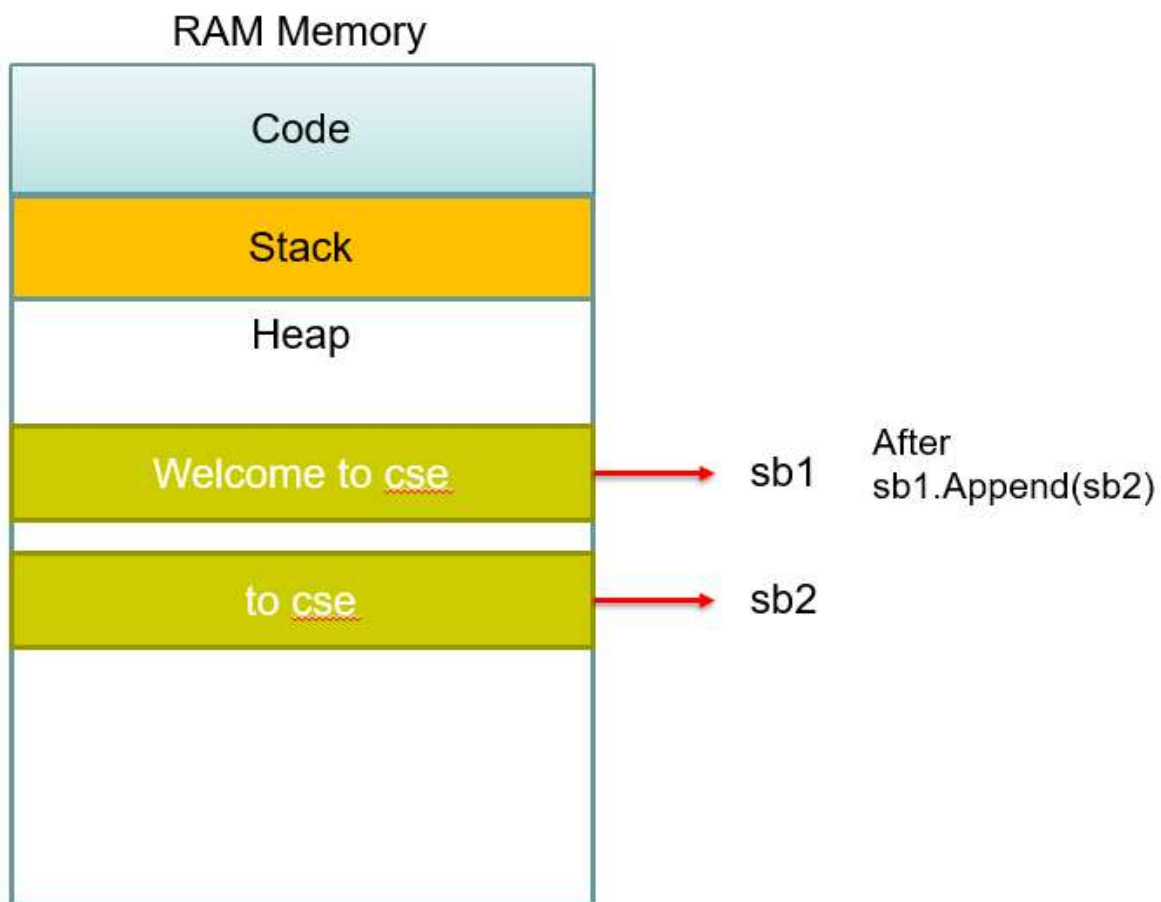 RAM Memory
Code
Stack
Heap
Welcome to cse
sb1
After
sb1.Append(sb2)
to cse
sb2